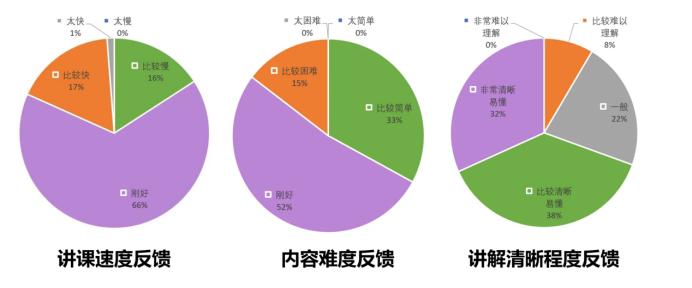 太快
1%
太慢
0%
比较慢
16%
比较快
17%
刚好
66%
讲课速度反馈
太困难
0%
太简单
0%
比较困难
15%
比较简单
33%
刚好
52%
内容难度反馈
非常难以
理解
0%
比较难以
理解
8%
一般
22%
非常清晰
易懂
32%
比较清晰
易懂
38%
讲解清晰程度反馈